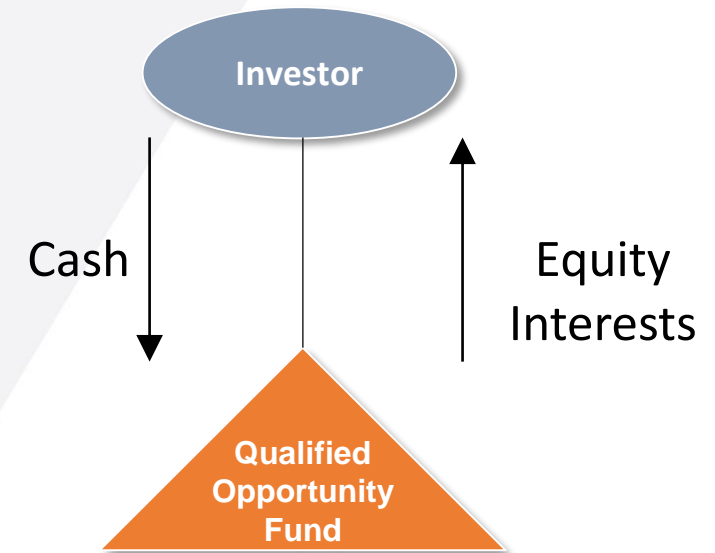 Investor
Cash
Equity
Interests
Qualified
Opportunity
Fund